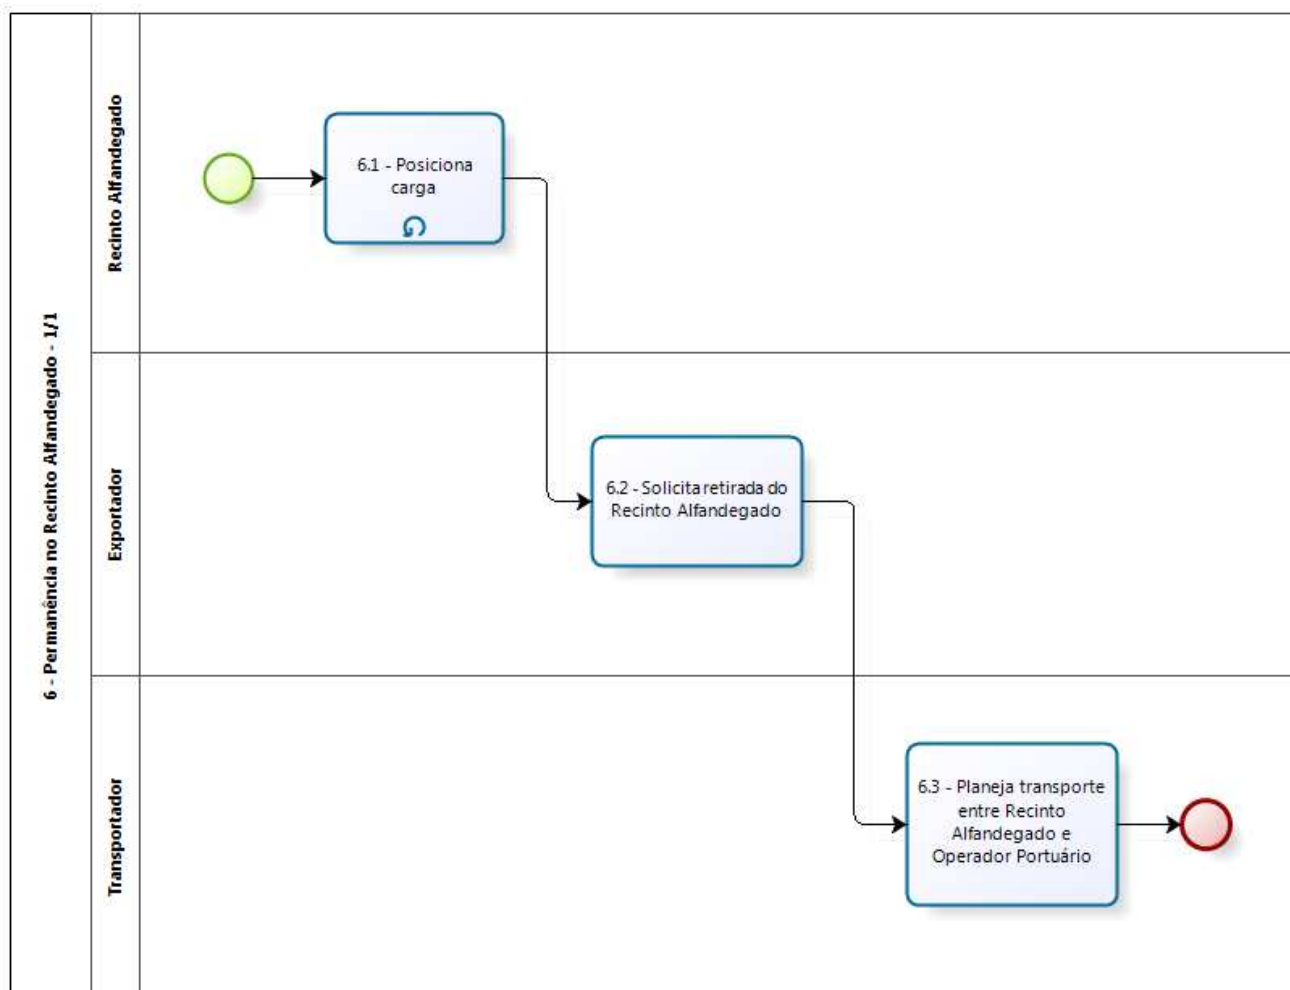 6 - Permanência no Recinto Alfandegado - 1/1
Recinto Alfandegado
6.1 - Posiciona
carga
Exportador
6.2 - Solicita retirada do
Recinto Alfandegado
Transportador
6.3 - Planeja transporte
entre Recinto
Alfandegado e
Operador Portuário